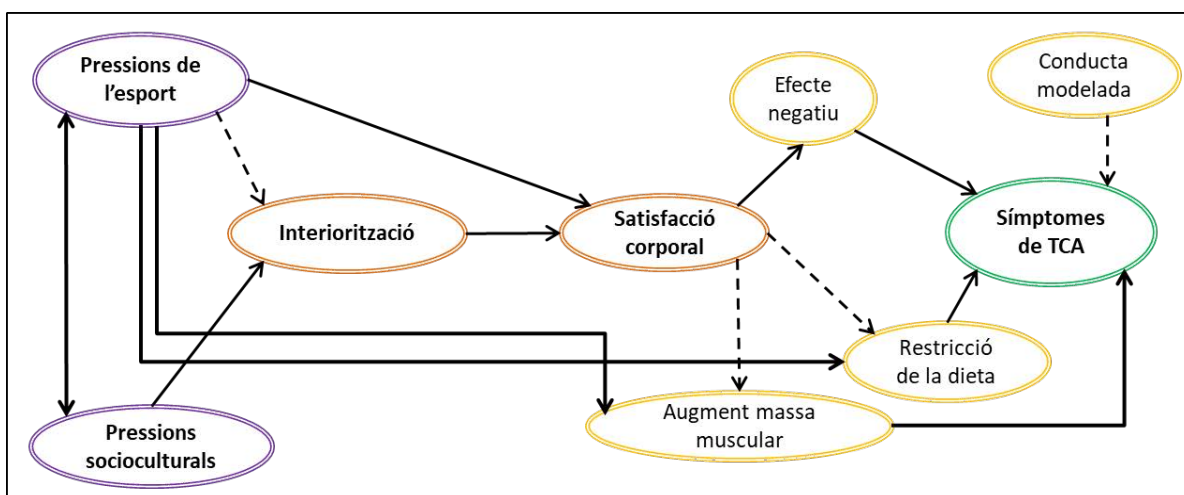 Pressions de
l’esport
Efecte
negatiu
Conducta
modelada
Interiorització
Satisfacció
corporal
Símptomes
de TCA
Restricció
de la dieta
Augment massa
muscular
Pressions
socioculturals